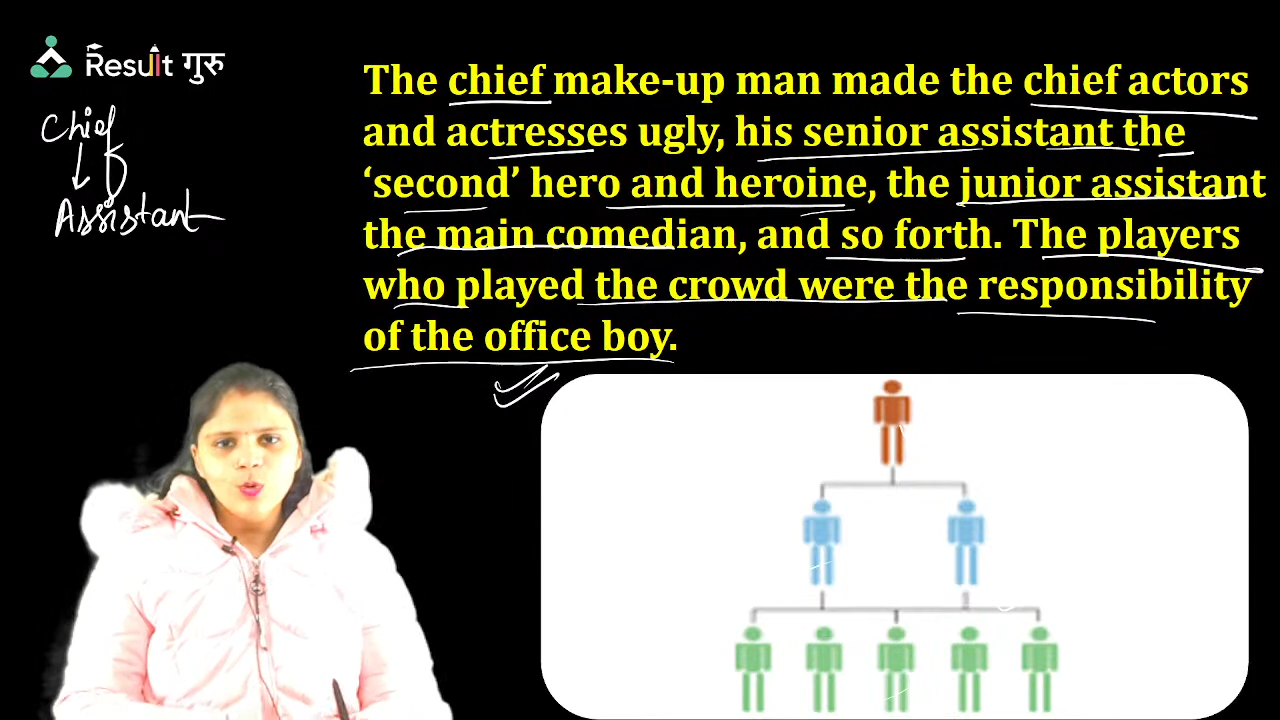 Result गुरु
Chief
Assistant
The chief make-up man made the chief actors
and actresses ugly, his senior assistant the
‘second’ hero and heroine, the junior assistant
the main comedian, and so forth. The players
who played the crowd were the responsibility
of the office boy.